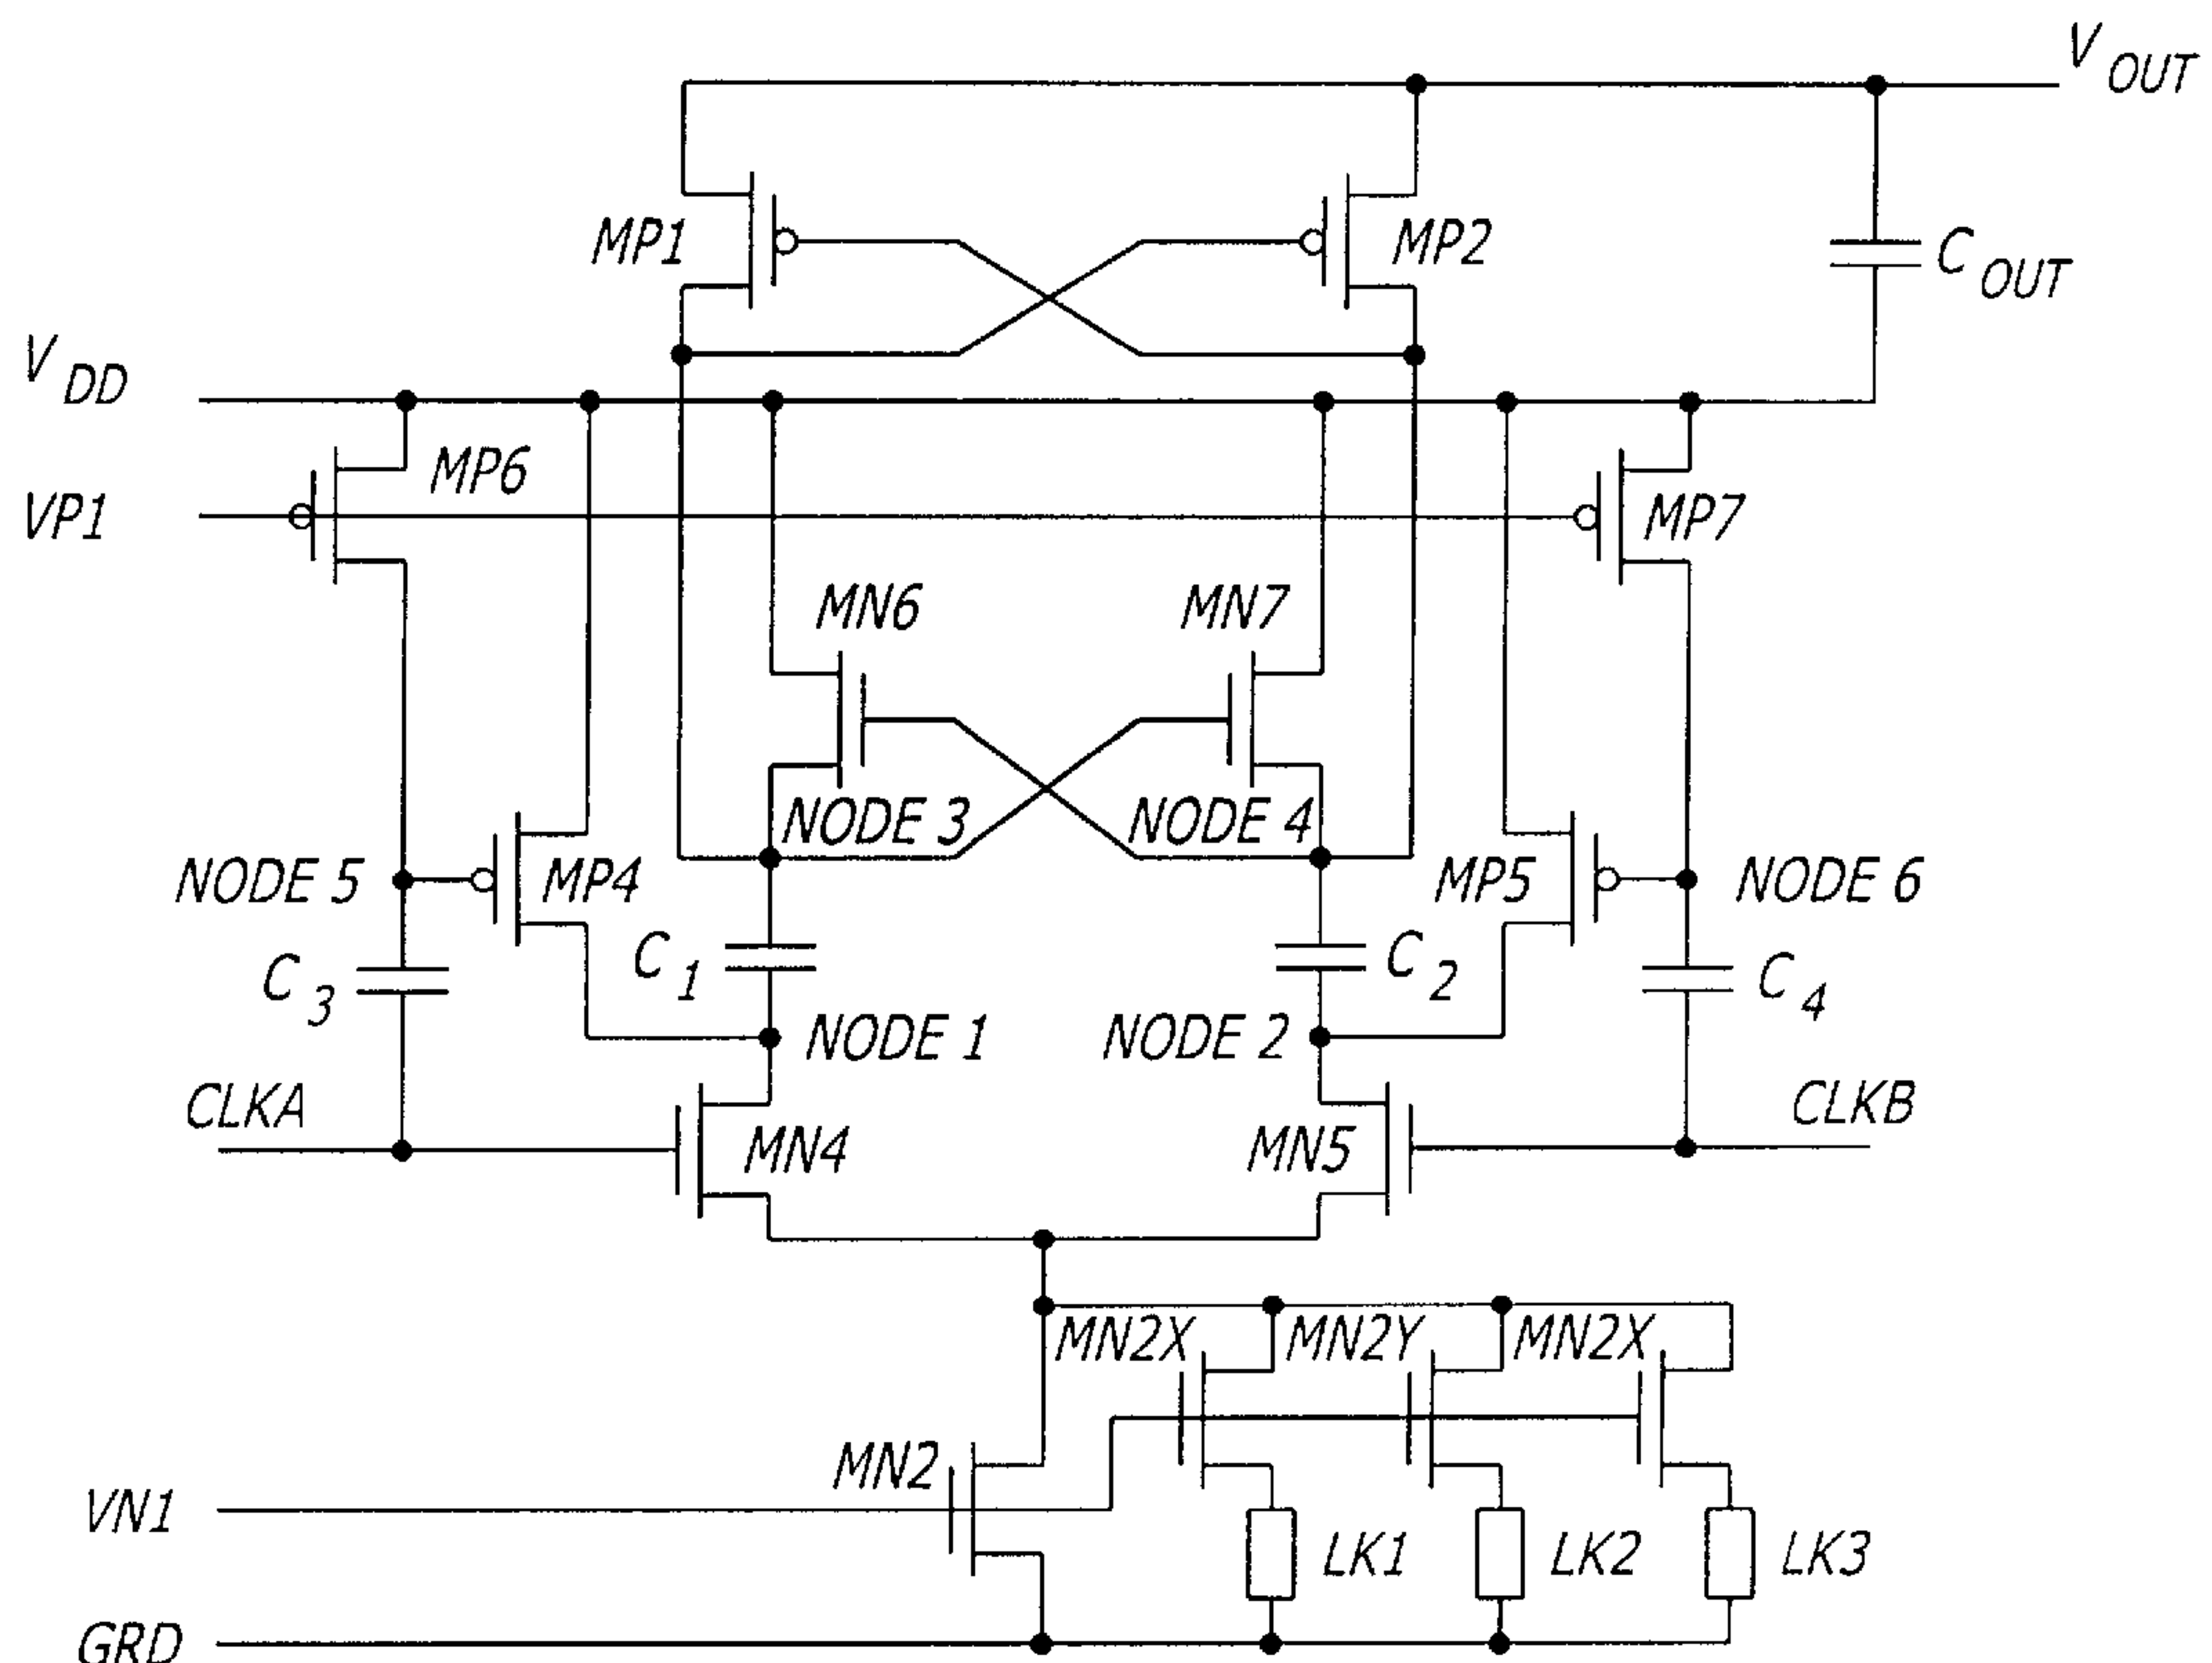 V OUT
MP1
MP2
C OUT
V DD
MP6
VP1
MP7
MN6
MN7
NODE 3
NODE 4
NODE 5
MP4
MP5
NODE 6
C 1
C 2
C 3
C 4
NODE 1
NODE 2
CLKA
CLKB
MN4
MN5
MN2X
MN2Y
MN2X
MN2
VN1
LK1
LK2
LK3
GRD